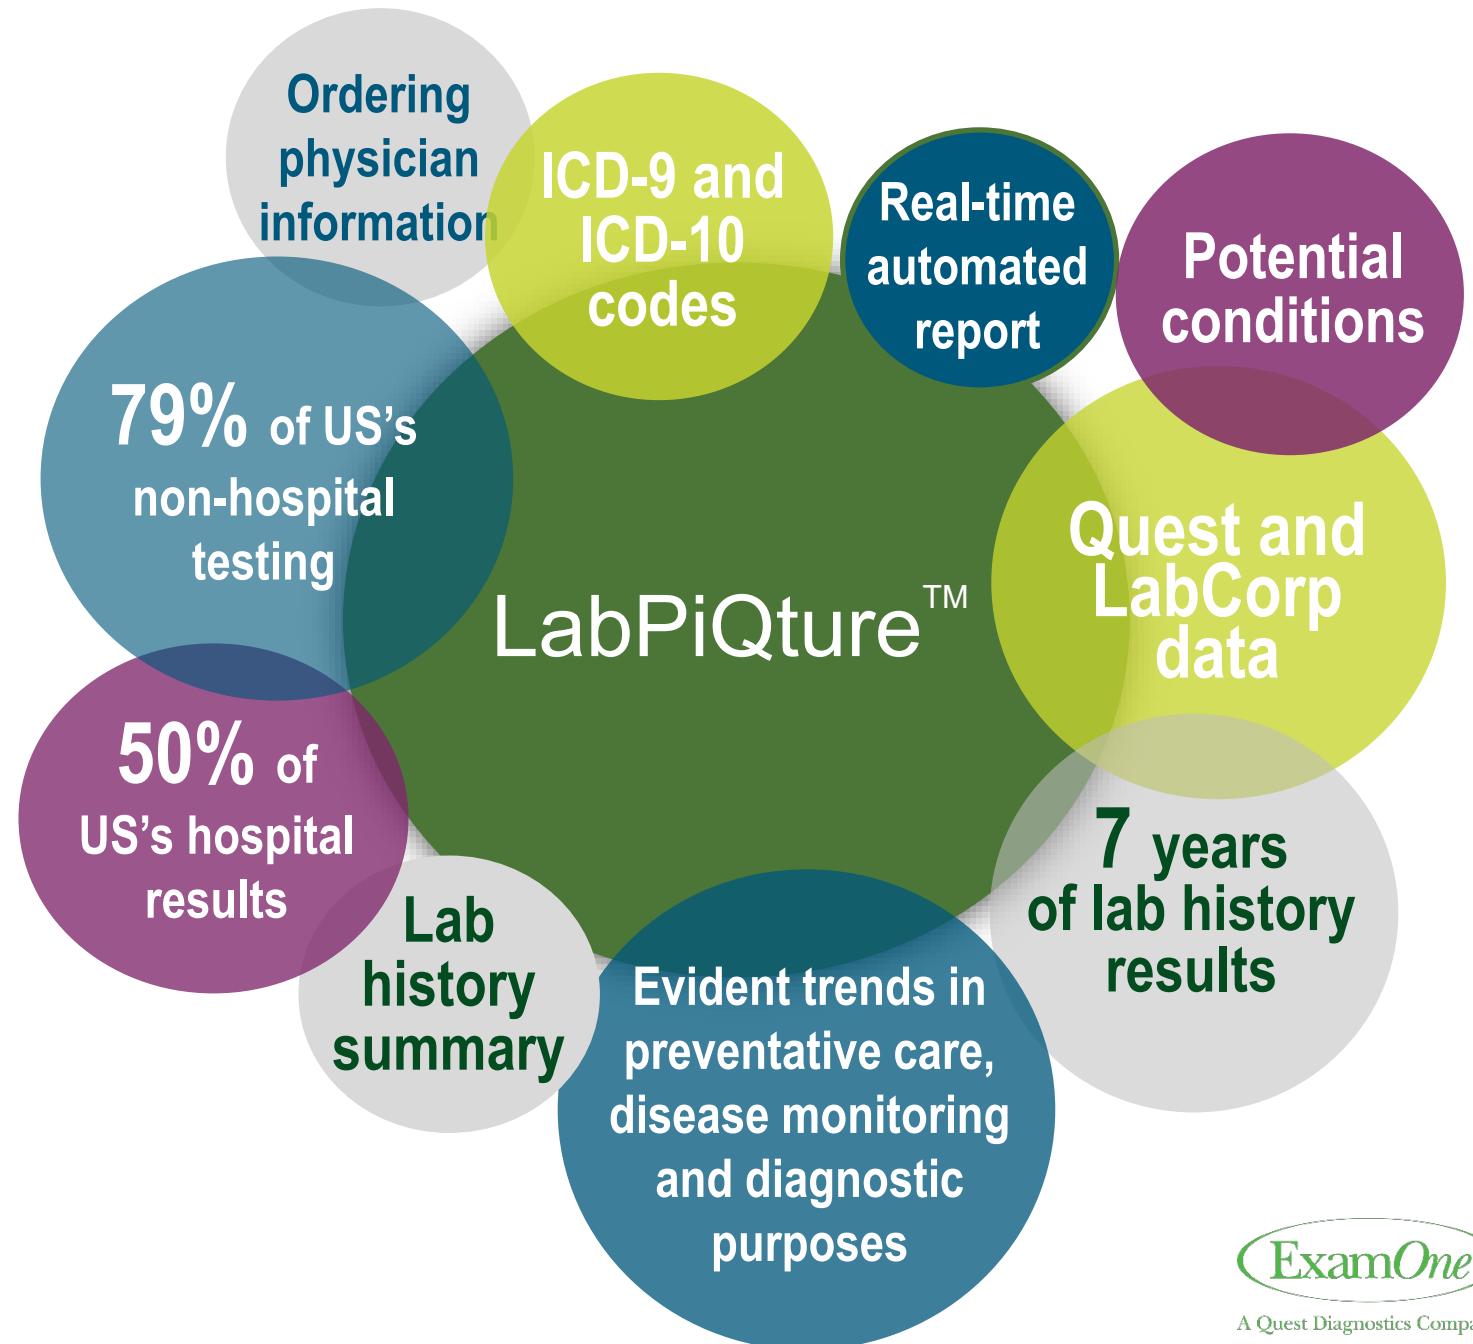 Ordering
physician
information
ICD-9 and
ICD-10
codes
Real-time
automated
report
Potential
conditions
79% of US’s
non-hospital
testing
LabPiQture™
Quest and
LabCorp
data
50% of
US’s hospital
results
7 years
of lab history
results
Lab
history
summary
Evident trends in
preventative care,
disease monitoring
and diagnostic
purposes
ExamOne
A Quest Diagnostics